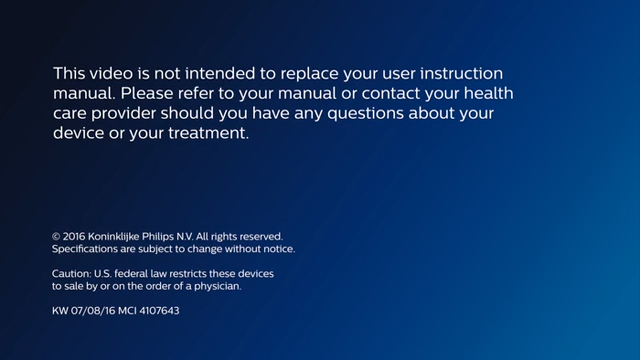 This video is not intended to replace your user instruction
manual. Please refer to your manual or contact your health
care provider should you have any questions about your
device or your treatment.
© 2016 Koninklijke Philips N.V. All rights reserved.
Specifications are subject to change without notice.
Caution: U.S. federal law restricts these devices
to sale by or on the order of a physician.
KW 07/08/16 MCI 4107643